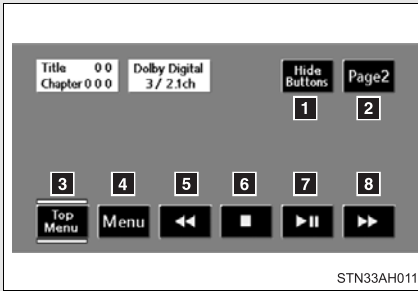 Title 0 0
Chapter 0 0 0
Dolby Digital
3 / 2.1ch
Hide
Buttons
Page2
1
2
3
4
5
6
7
8
Top
Menu
Menu
STN33AH011